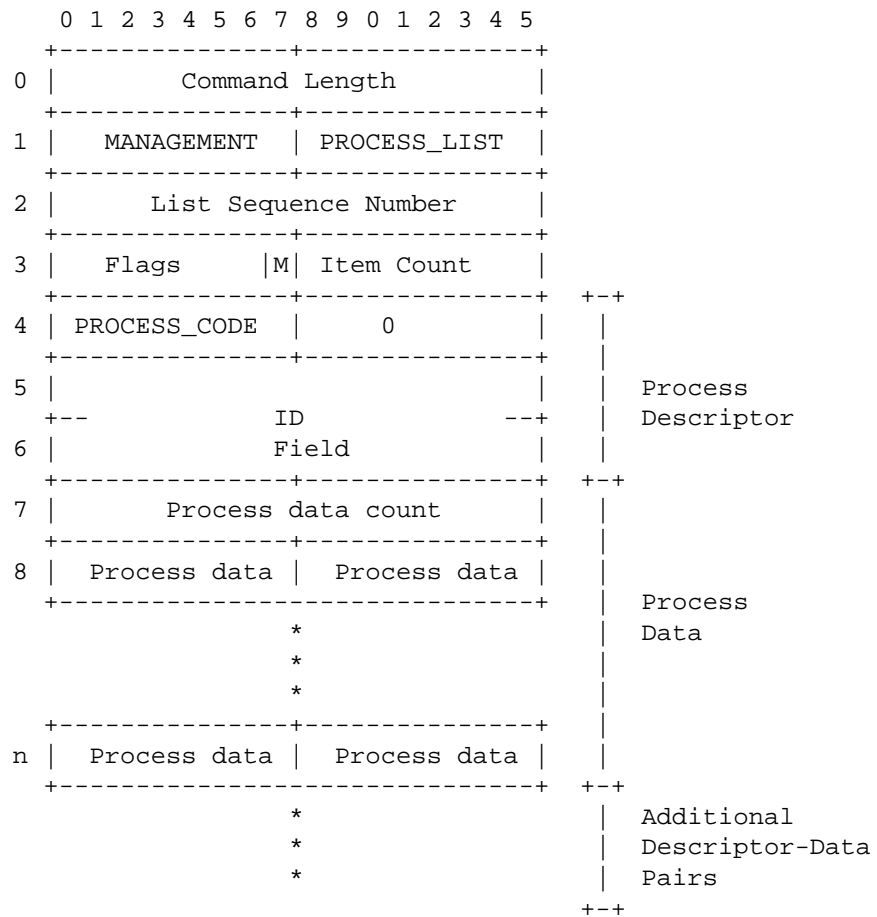 0 1 2 3 4 5 6 7 8 9 0 1 2 3 4 5
   +---------------+---------------+
0  |        Command Length         |
   +---------------+---------------+
1  |   MANAGEMENT  | PROCESS_LIST  |
   +---------------+---------------+
2  |      List Sequence Number     |
   +---------------+---------------+
3  |   Flags     |M| Item Count    |
   +---------------+---------------+  +-+
4  | PROCESS_CODE  |     0         |   |
   +---------------+---------------+   |
5  |                               |   |  Process
   +--            ID             --+   |  Descriptor
6  |              Field            |   |
   +---------------+---------------+  +-+
7  |       Process data count      |   |
   +---------------+---------------+   |
8  |  Process data |  Process data |   |
   +-------------------------------+   |  Process
                   *                   |  Data
                   *                   |
                   *                   |
   +---------------+---------------+   |
n  |  Process data |  Process data |   |
   +-------------------------------+  +-+
                   *                   |  Additional
                   *                   |  Descriptor-Data
                   *                   |  Pairs
                                      +-+